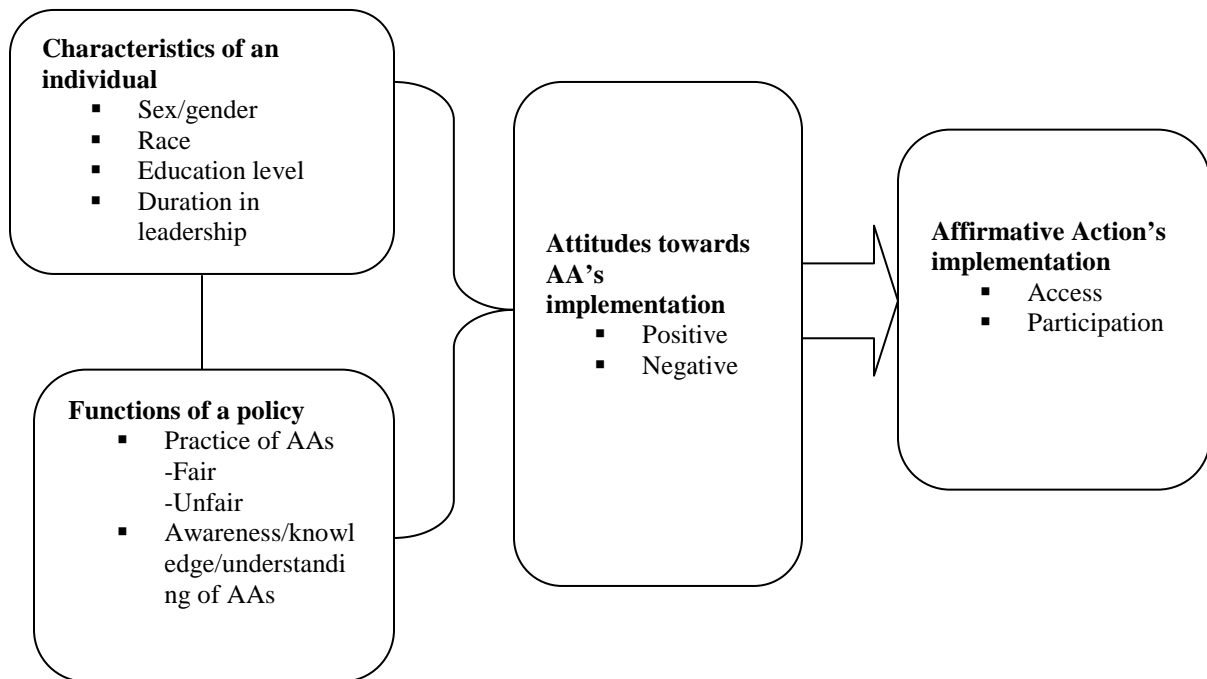 Characteristics of an
individual
▪ Sex/gender
▪ Race
▪ Education level
▪ Duration in
leadership
Functions of a policy
▪ Practice of AAs
-Fair
-Unfair
▪ Awareness/knowl
edge/understandi
ng of AAs
Attitudes towards
AA’s
implementation
▪ Positive
▪ Negative
Affirmative Action’s
implementation
▪ Access
▪ Participation